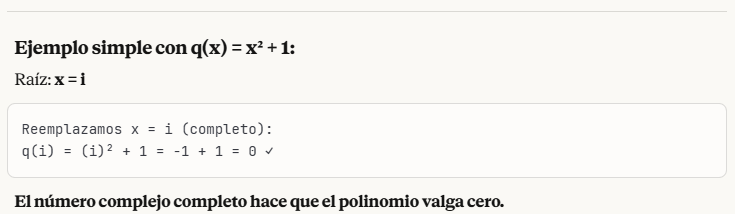 Ejemplo simple con q(x) = x² + 1:
Raíz: x = i
Reemplazamos x = i (completo):
q(i) = (i)² + 1 = -1 + 1 = 0 ✓
El número complejo completo hace que el polinomio valga cero.